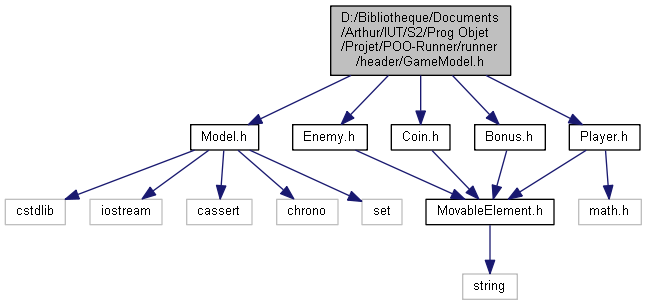 D:/Bibliotheque/Documents
/Arthur/IUT/S2/Prog Objet
/Projet/POO-Runner/runner
/header/GameModel.h
Model.h
Enemy.h
Coin.h
Bonus.h
Player.h
cstdlib
iostream
cassert
chrono
set
MovableElement.h
math.h
string